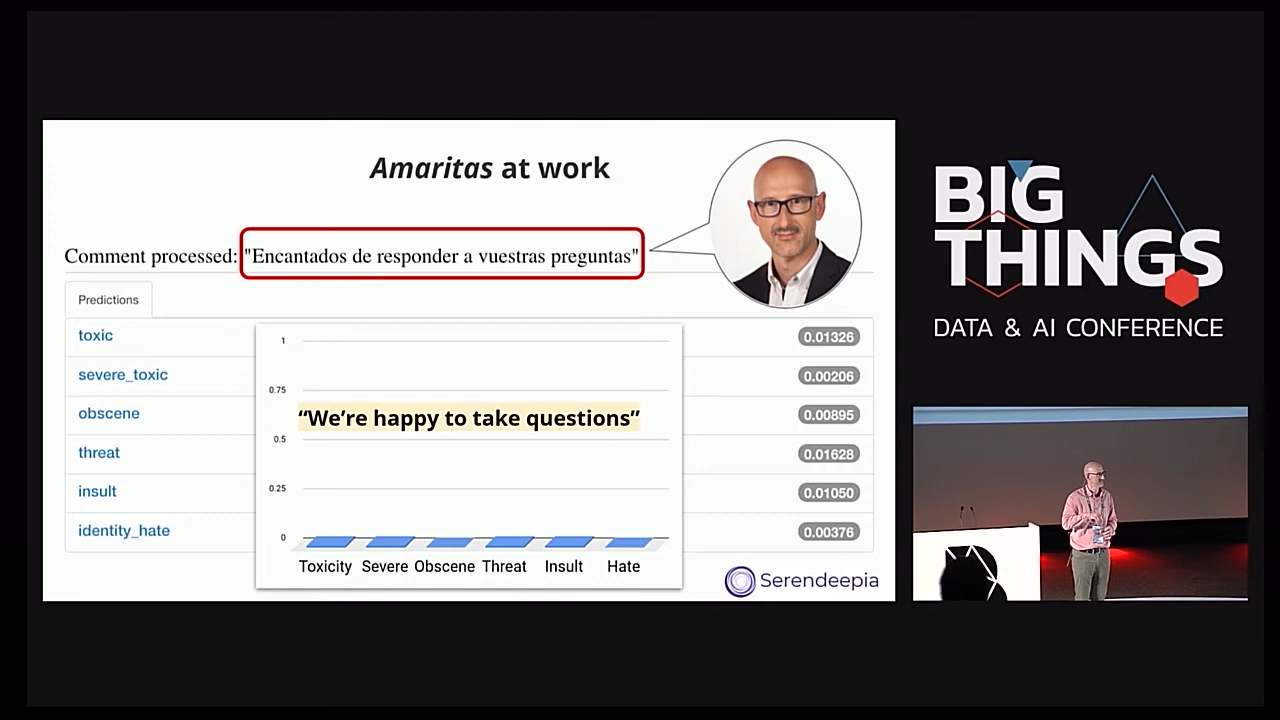 Amaritas at work
Comment processed: "Encantados de responder a vuestras preguntas"
Predictions
toxic 0.01326
severe_toxic 0.00206
obscene 0.00895
threat 0.01628
insult 0.01050
identity_hate 0.00376
1
0.75
“We’re happy to take questions”
0.5
0.25
0
Toxicity Severe Obscene Threat Insult Hate
Serendeepia
BIG
THINGS
DATA & AI CONFERENCE